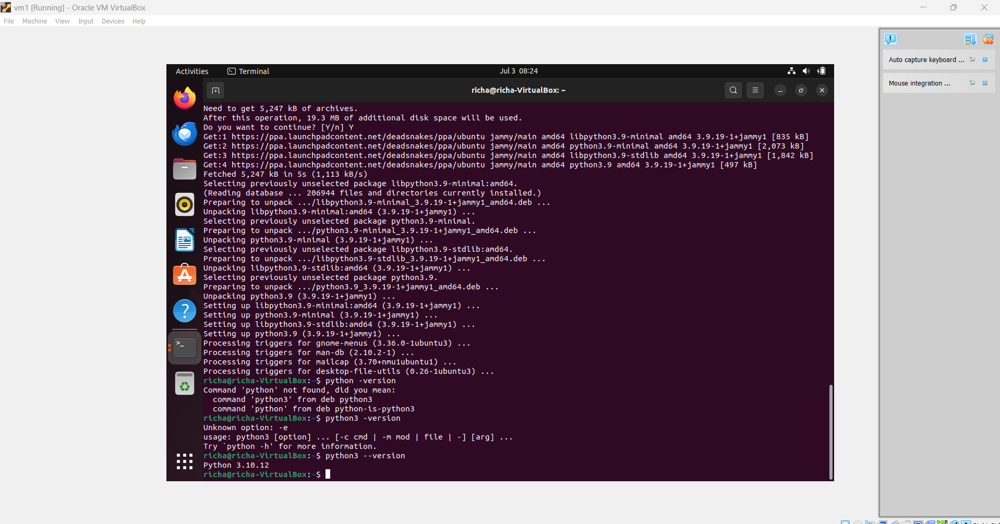 vm1 [Running] - Oracle VM VirtualBox
File Machine View Input Devices Help
Auto capture keyboard ...
Mouse integration ...
Activities Terminal Jul 3 08:24
richa@richa-VirtualBox: ~
Need to get 5,247 kB of archives.
After this operation, 19.3 MB of additional disk space will be used.
Do you want to continue? [Y/n] Y
Get:1 https://ppa.launchpadcontent.net/deadsnakes/ppa/ubuntu jammy/main amd64 libpython3.9-minimal amd64 3.9.19-1+jammy1 [835 kB]
Get:2 https://ppa.launchpadcontent.net/deadsnakes/ppa/ubuntu jammy/main amd64 python3.9-minimal amd64 3.9.19-1+jammy1 [2,073 kB]
Get:3 https://ppa.launchpadcontent.net/deadsnakes/ppa/ubuntu jammy/main amd64 libpython3.9-stdlib amd64 3.9.19-1+jammy1 [1,842 kB]
Get:4 https://ppa.launchpadcontent.net/deadsnakes/ppa/ubuntu jammy/main amd64 python3.9 amd64 3.9.19-1+jammy1 [497 kB]
Fetched 5,247 kB in 5s (1,113 kB/s)
Selecting previously unselected package libpython3.9-minimal:amd64.
(Reading database ... 206944 files and directories currently installed.)
Preparing to unpack .../libpython3.9-minimal_3.9.19-1+jammy1_amd64.deb ...
Unpacking libpython3.9-minimal:amd64 (3.9.19-1+jammy1) ...
Selecting previously unselected package python3.9-minimal.
Preparing to unpack .../python3.9-minimal_3.9.19-1+jammy1_amd64.deb ...
Unpacking python3.9-minimal (3.9.19-1+jammy1) ...
Selecting previously unselected package libpython3.9-stdlib:amd64.
Preparing to unpack .../libpython3.9-stdlib_3.9.19-1+jammy1_amd64.deb ...
Unpacking libpython3.9-stdlib:amd64 (3.9.19-1+jammy1) ...
Selecting previously unselected package python3.9.
Preparing to unpack .../python3.9_3.9.19-1+jammy1_amd64.deb ...
Unpacking python3.9 (3.9.19-1+jammy1) ...
Setting up libpython3.9-minimal:amd64 (3.9.19-1+jammy1) ...
Setting up python3.9-minimal (3.9.19-1+jammy1) ...
Setting up libpython3.9-stdlib:amd64 (3.9.19-1+jammy1) ...
Setting up python3.9 (3.9.19-1+jammy1) ...
Processing triggers for gnome-menus (3.36.0-1ubuntu3) ...
Processing triggers for man-db (2.10.2-1) ...
Processing triggers for mailcap (3.70+nmu1ubuntu1) ...
Processing triggers for desktop-file-utils (0.26-1ubuntu3) ...
richa@richa-VirtualBox:~$ python -version
Command 'python' not found, did you mean:
command 'python3' from deb python3
command 'python' from deb python-is-python3
richa@richa-VirtualBox:~$ python3 -version
Unknown option: -e
usage: python3 [option] ... [-c cmd | -m mod | file | -] [arg] ...
Try `python -h' for more information.
richa@richa-VirtualBox:~$ python3 --version
Python 3.10.12
richa@richa-VirtualBox:~$